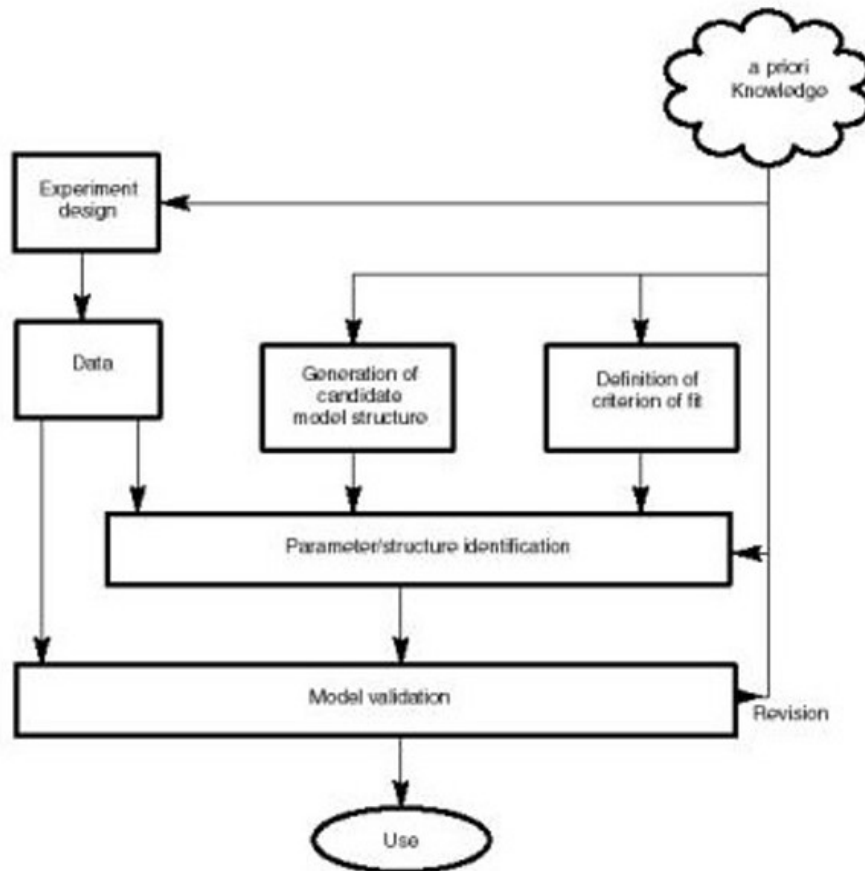 a priori
Knowledge
Experiment
design
Data
Generation of
candidate
model structure
Definition of
criterion of fit
Parameter/structure identification
Model validation
Revision
Use